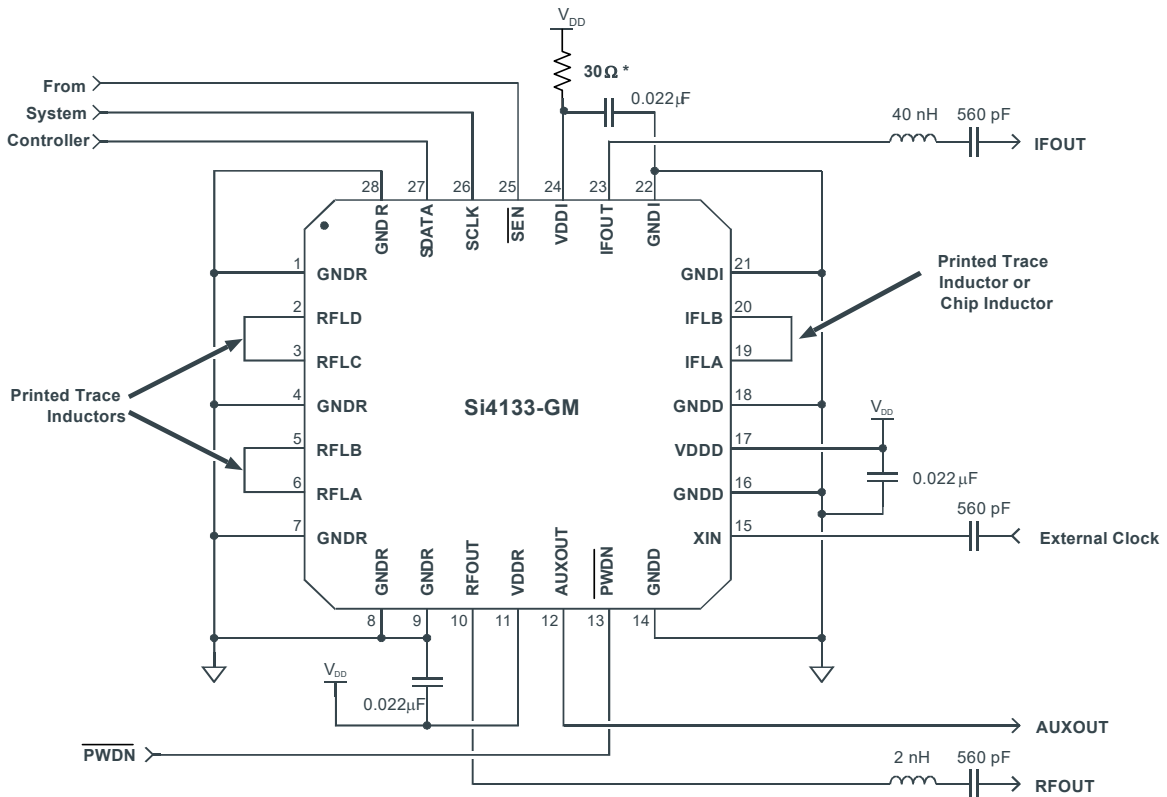 VDD
30Ω *
0.022µF
From
System
Controller
40 nH 560 pF
IFOUT
28 27 26 25 24 23 22
GNDR SDATA SCLK SEN VDDI IFOUT GNDI
1 GNDR
2 RFLD
3 RFLC
4 GNDR
5 RFLB
6 RFLA
7 GNDR
Printed Trace
Inductors
Si4133-GM
GNDI 21
IFLB 20
IFLA 19
GNDD 18
VDDD 17
GNDD 16
XIN 15
Printed Trace
Inductor or
Chip Inductor
VDD
0.022µF
560 pF
External Clock
GNDR GNDR RFOUT VDDR AUXOUT PWDN GNDD
8 9 10 11 12 13 14
VDD
0.022µF
AUXOUT
PWDN
2 nH 560 pF
RFOUT